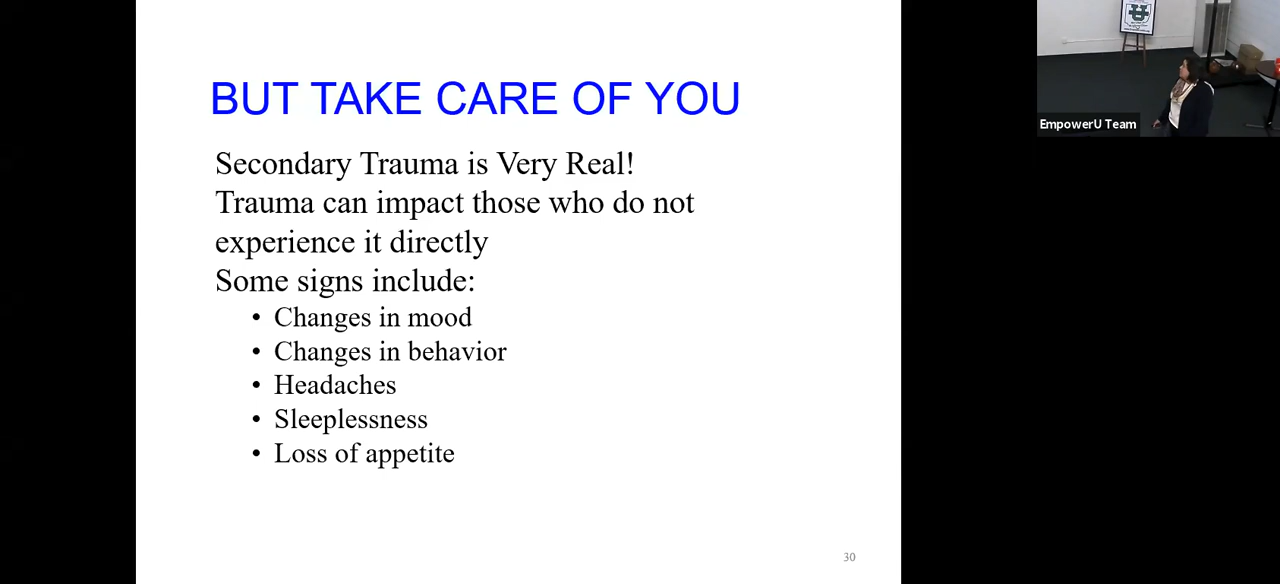 BUT TAKE CARE OF YOU
Secondary Trauma is Very Real!
Trauma can impact those who do not
experience it directly
Some signs include:
• Changes in mood
• Changes in behavior
• Headaches
• Sleeplessness
• Loss of appetite
30
EmpowerU Team